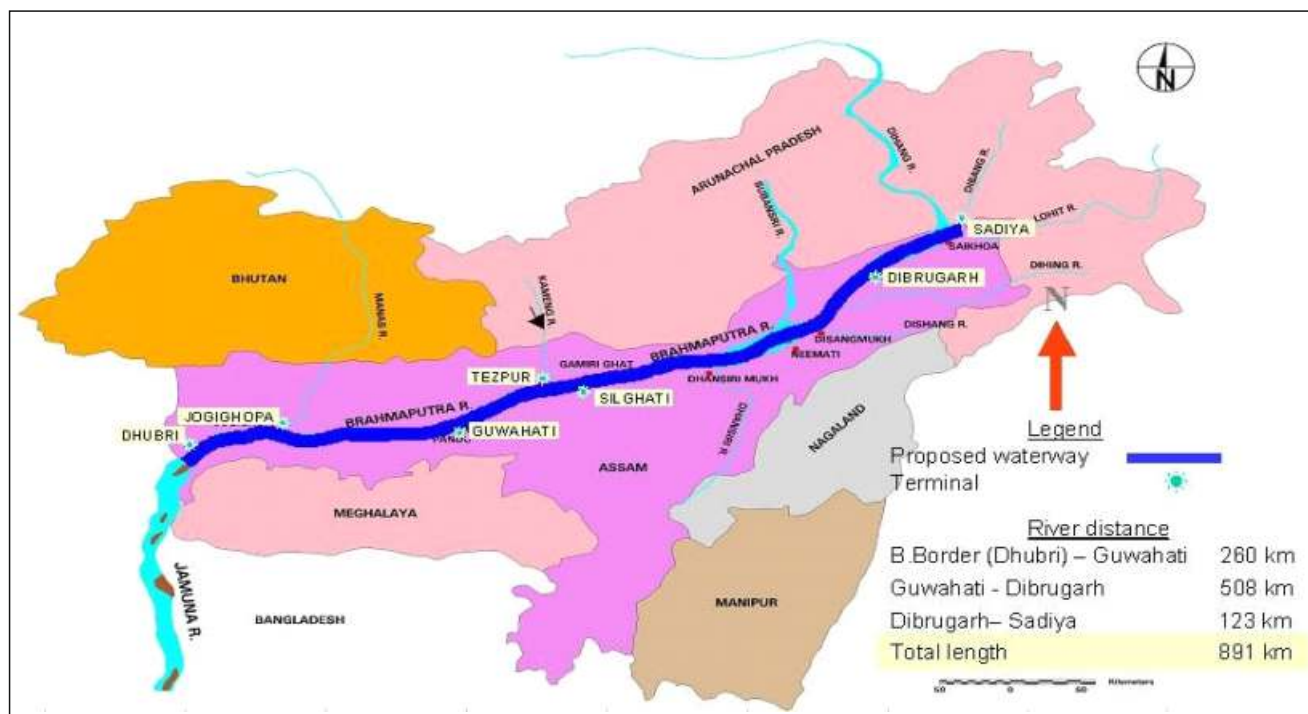 N
ARUNACHAL PRADESH
DIHANG R.
DIBANG R.
LOHIT R.
SUBANSRI R.
SADIYA
SAIKHOA
DIBRUGARH
DIHING R.
BHUTAN
MANAS R.
KAMENG R.
N
DISHANG R.
BRAHMAPUTRA R.
DISANGMUKH
NEEMATI
GAMIRI GHAT
TEZPUR
DHANSIRI MUKH
SILGHATI
JOGIGHOPA
BRAHMAPUTRA R.
DHUBRI
GUWAHATI
DHANSIRI R.
NAGALAND
ASSAM
MEGHALAYA
JAMUNA R.
BANGLADESH
MANIPUR
Legend
Proposed waterway
Terminal
River distance
B.Border (Dhubri) – Guwahati 260 km
Guwahati - Dibrugarh 508 km
Dibrugarh– Sadiya 123 km
Total length 891 km
50 0 50 Kilometers